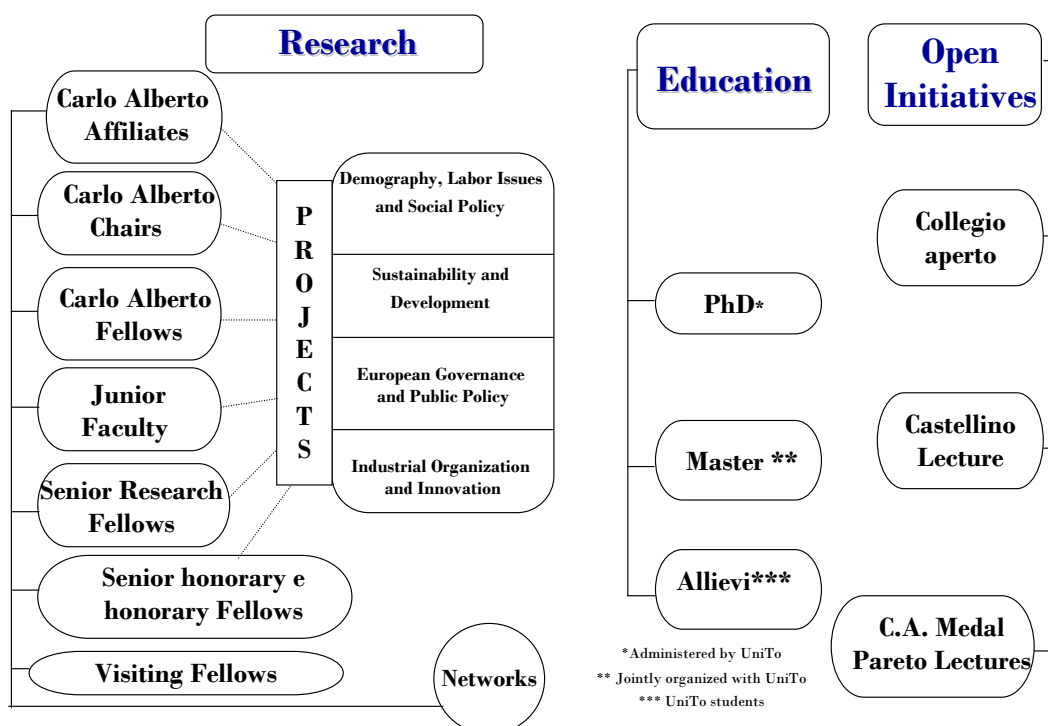 Research
Carlo Alberto
Affiliates
Carlo Alberto
Chairs
Carlo Alberto
Fellows
Junior
Faculty
Senior Research
Fellows
Senior honorary e
honorary Fellows
Visiting Fellows
Networks
P
R
O
J
E
C
T
S
Demography, Labor Issues
and Social Policy
Sustainability and
Development
European Governance
and Public Policy
Industrial Organization
and Innovation
Education
PhD*
Master **
Allievi***
*Administered by UniTo
** Jointly organized with UniTo
*** UniTo students
Open
Initiatives
Collegio
aperto
Castellino
Lecture
C.A. Medal
Pareto Lectures